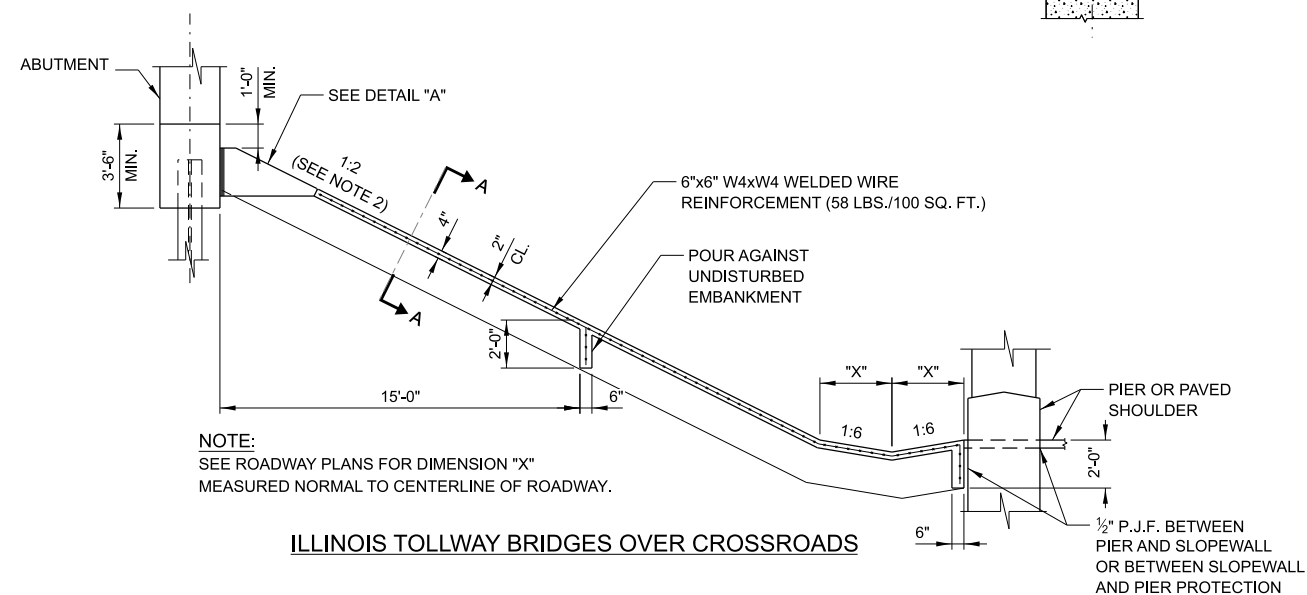 ABUTMENT
1'-0"
MIN.
SEE DETAIL "A"
3'-6"
MIN.
1:2
(SEE NOTE 2)
A
A
4"
2"
CL.
6"x6" W4xW4 WELDED WIRE
REINFORCEMENT (58 LBS./100 SQ. FT.)
POUR AGAINST
UNDISTURBED
EMBANKMENT
2'-0"
15'-0"
6"
"X"
"X"
1:6
1:6
PIER OR PAVED
SHOULDER
2'-0"
6"
½" P.J.F. BETWEEN
PIER AND SLOPEWALL
OR BETWEEN SLOPEWALL
AND PIER PROTECTION
NOTE:
SEE ROADWAY PLANS FOR DIMENSION "X"
MEASURED NORMAL TO CENTERLINE OF ROADWAY.
ILLINOIS TOLLWAY BRIDGES OVER CROSSROADS